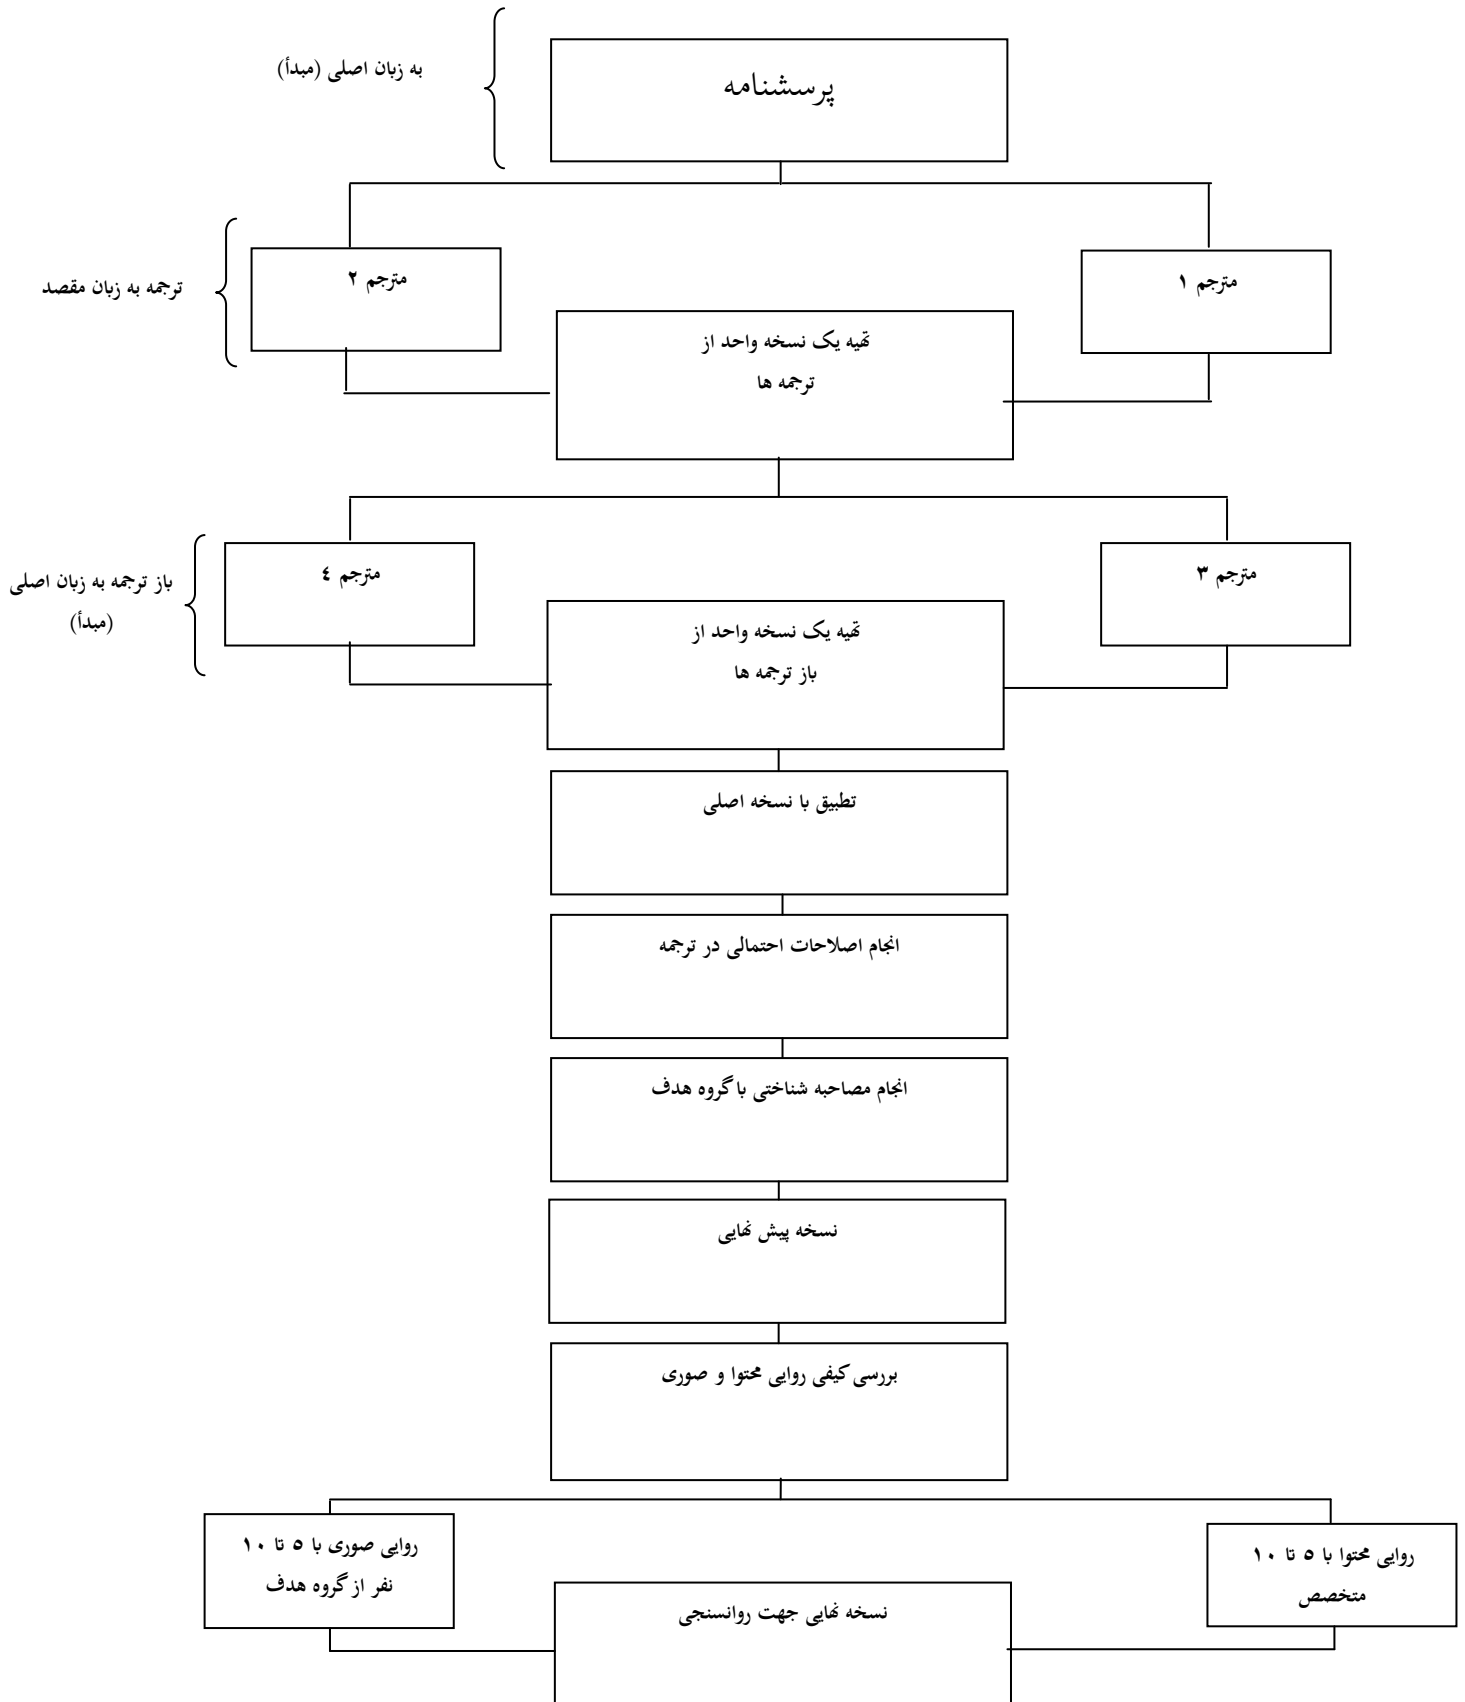 به زبان اصلی (مبدأ)
پرسشنامه
مترجم ۱
مترجم ۲
ترجمه به زبان مقصد
تهیه یک نسخه واحد از
ترجمه ها
مترجم ۳
مترجم ٤
باز ترجمه به زبان اصلی
(مبدأ)
تهیه یک نسخه واحد از
باز ترجمه ها
تطبیق با نسخه اصلی
انجام اصلاحات احتمالی در ترجمه
انجام مصاحبه شناختی با گروه هدف
نسخه پیش نهایی
بررسی کیفی روایی محتوا و صوری
روایی محتوا با ٥ تا ۱۰
متخصص
روایی صوری با ٥ تا ۱۰
نفر از گروه هدف
نسخه نهایی جهت روانسنجی